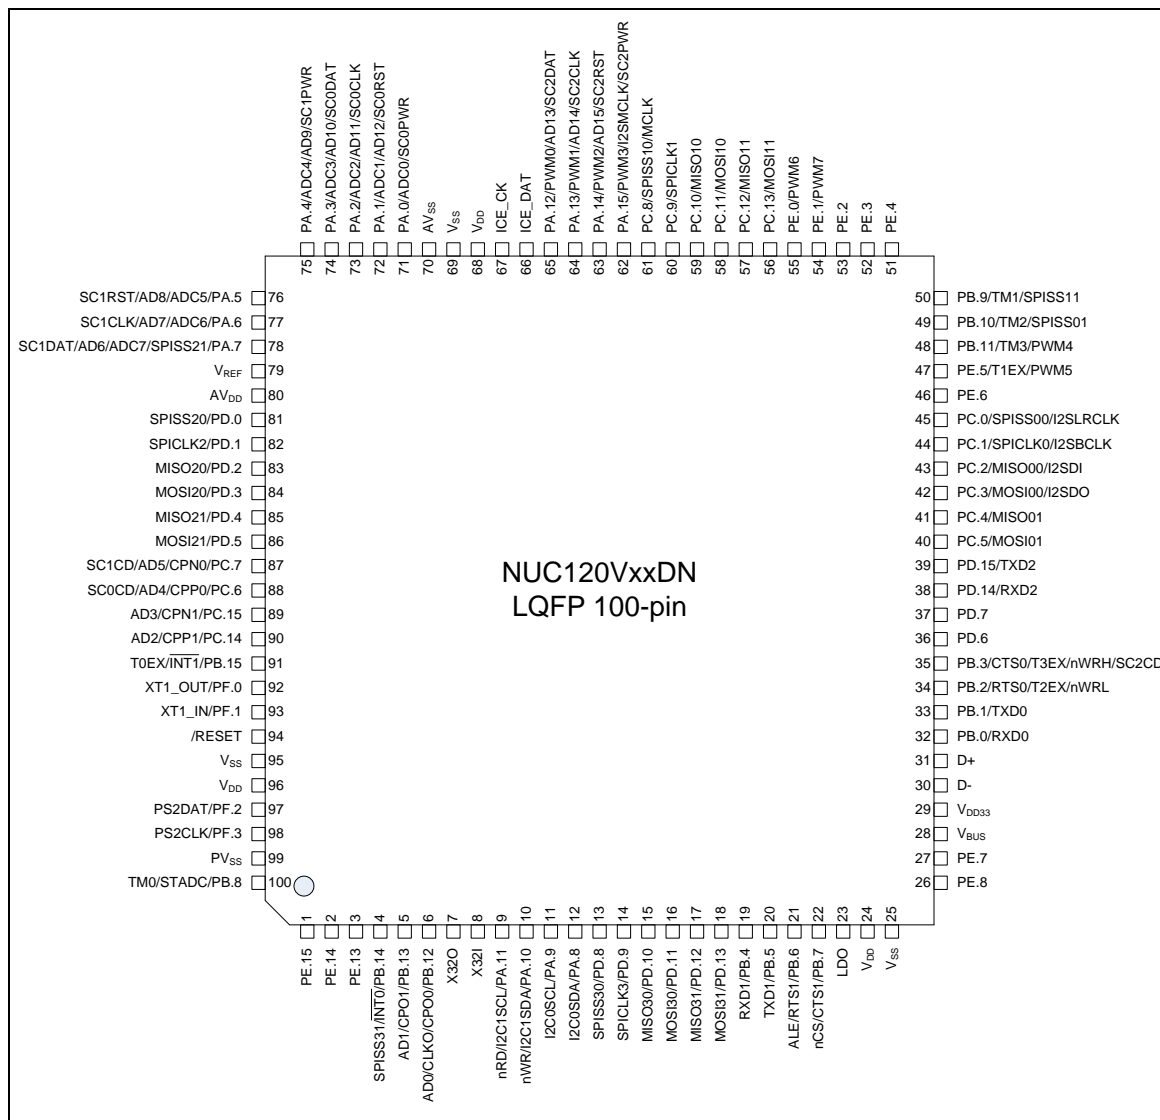 PA.4/ADC4/AD9/SC1PWR
PA.3/ADC3/AD10/SC0DAT
PA.2/ADC2/AD11/SC0CLK
PA.1/ADC1/AD12/SC0RST
PA.0/ADC0/SC0PWR
AVSS
VSS
VDD
ICE_CK
ICE_DAT
PA.12/PWM0/AD13/SC2DAT
PA.13/PWM1/AD14/SC2CLK
PA.14/PWM2/AD15/SC2RST
PA.15/PWM3/I2SMCLK/SC2PWR
PC.8/SPISS10/MCLK
PC.9/SPICLK1
PC.10/MISO10
PC.11/MOSI10
PC.12/MISO11
PC.13/MOSI11
PE.0/PWM6
PE.1/PWM7
PE.2
PE.3
PE.4
75 74 73 72 71 70 69 68 67 66 65 64 63 62 61 60 59 58 57 56 55 54 53 52 51
SC1RST/AD8/ADC5/PA.5 76
SC1CLK/AD7/ADC6/PA.6 77
SC1DAT/AD6/ADC7/SPISS21/PA.7 78
VREF 79
AVDD 80
SPISS20/PD.0 81
SPICLK2/PD.1 82
MISO20/PD.2 83
MOSI20/PD.3 84
MISO21/PD.4 85
MOSI21/PD.5 86
SC1CD/AD5/CPN0/PC.7 87
SC0CD/AD4/CPP0/PC.6 88
AD3/CPN1/PC.15 89
AD2/CPP1/PC.14 90
T0EX/INT1/PB.15 91
XT1_OUT/PF.0 92
XT1_IN/PF.1 93
/RESET 94
VSS 95
VDD 96
PS2DAT/PF.2 97
PS2CLK/PF.3 98
PVSS 99
TM0/STADC/PB.8 100
NUC120VxxDN
LQFP 100-pin
50 PB.9/TM1/SPISS11
49 PB.10/TM2/SPISS01
48 PB.11/TM3/PWM4
47 PE.5/T1EX/PWM5
46 PE.6
45 PC.0/SPISS00/I2SLRCLK
44 PC.1/SPICLK0/I2SBCLK
43 PC.2/MISO00/I2SDI
42 PC.3/MOSI00/I2SDO
41 PC.4/MISO01
40 PC.5/MOSI01
39 PD.15/TXD2
38 PD.14/RXD2
37 PD.7
36 PD.6
35 PB.3/CTS0/T3EX/nWRH/SC2CD
34 PB.2/RTS0/T2EX/nWRL
33 PB.1/TXD0
32 PB.0/RXD0
31 D+
30 D-
29 VDD33
28 VBUS
27 PE.7
26 PE.8
1 2 3 4 5 6 7 8 9 10 11 12 13 14 15 16 17 18 19 20 21 22 23 24 25
PE.15
PE.14
PE.13
SPISS31/INT0/PB.14
AD1/CPO1/PB.13
AD0/CLKO/CPO0/PB.12
X32O
X32I
nRD/I2C1SCL/PA.11
nWR/I2C1SDA/PA.10
I2C0SCL/PA.9
I2C0SDA/PA.8
SPISS30/PD.8
SPICLK3/PD.9
MISO30/PD.10
MOSI30/PD.11
MISO31/PD.12
MOSI31/PD.13
RXD1/PB.4
TXD1/PB.5
ALE/RTS1/PB.6
nCS/CTS1/PB.7
LDO
VDD
VSS